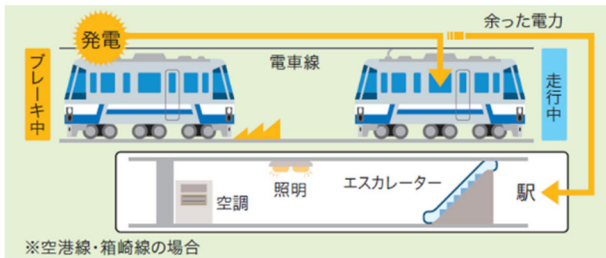 発電
余った電力
ブレーキ中
電車線
走行中
空調
照明
エスカレーター
駅
※空港線・箱崎線の場合